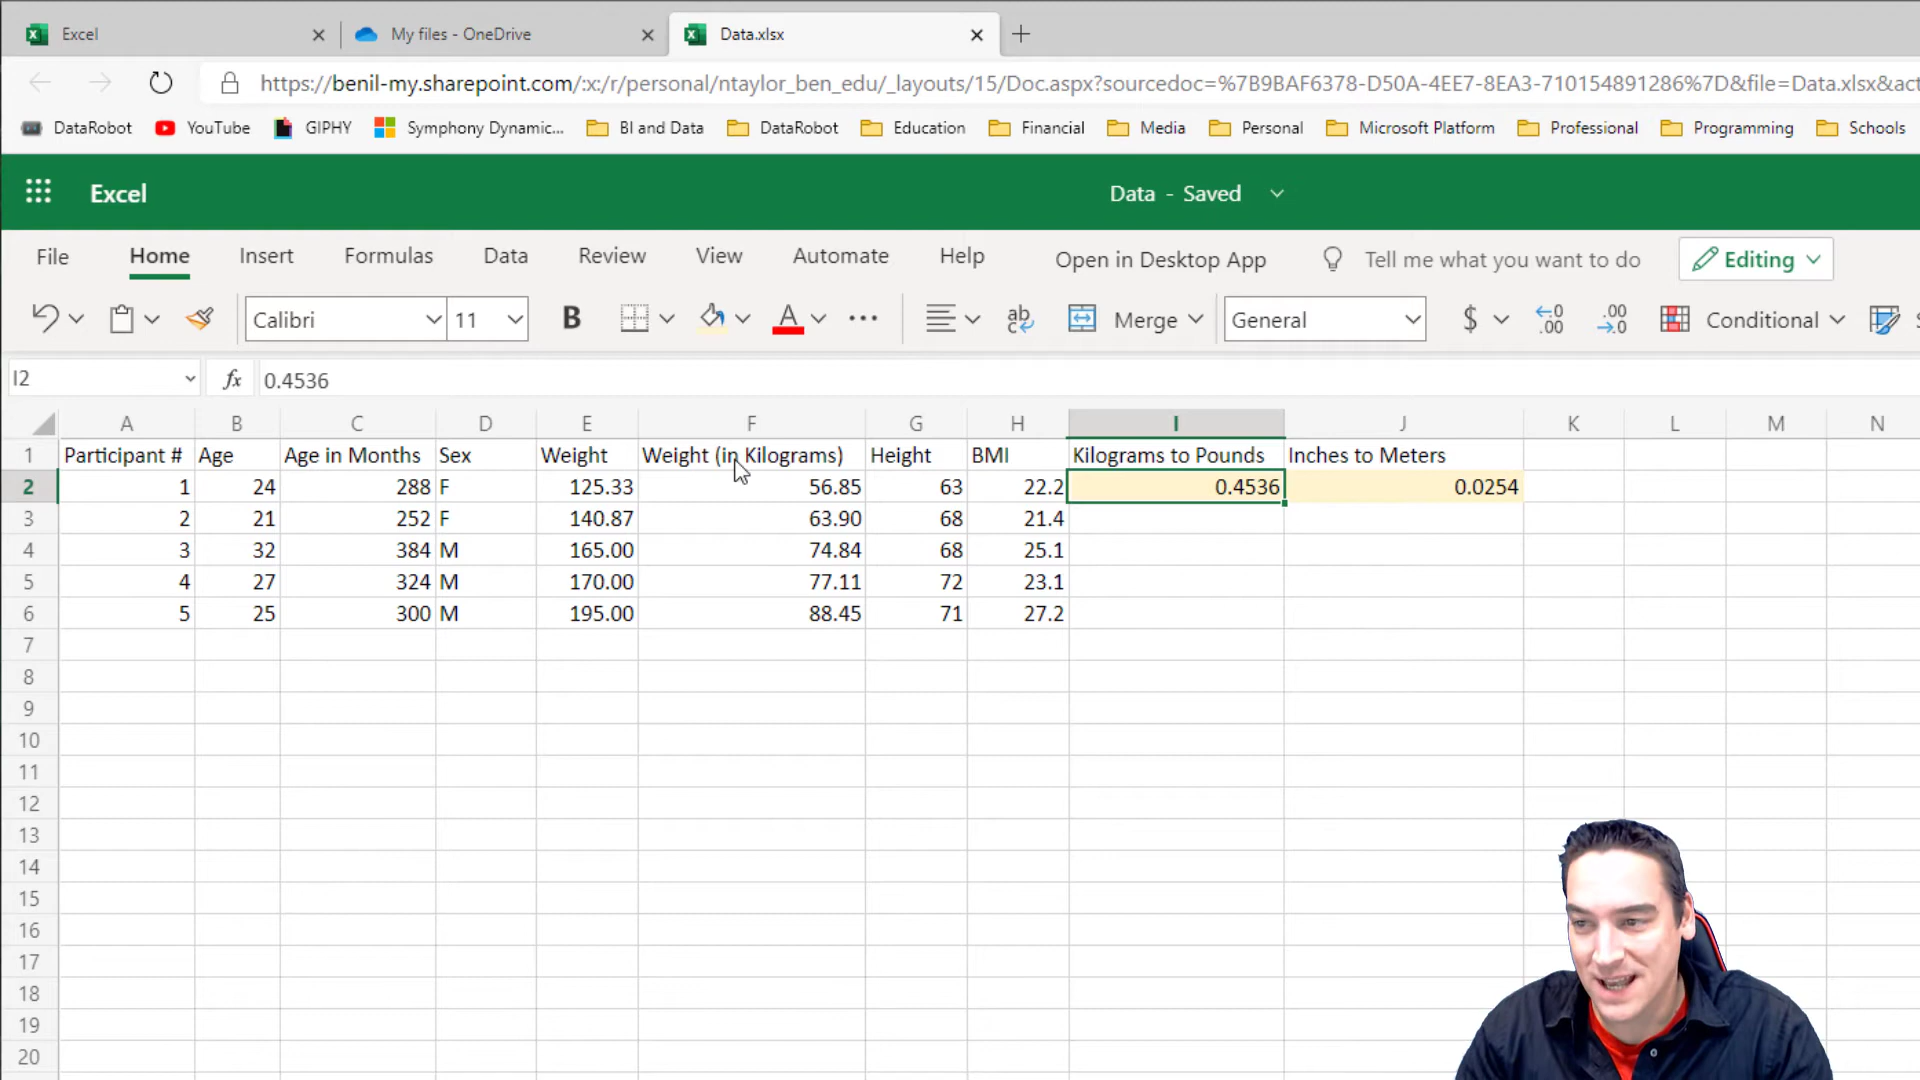 Excel
My files - OneDrive
Data.xlsx
https://benil-my.sharepoint.com/:x:/r/personal/ntaylor_ben_edu/_layouts/15/Doc.aspx?sourcedoc=%7B9BAF6378-D50A-4EE7-8EA3-710154891286%7D&file=Data.xlsx&act
DataRobot YouTube GIPHY Symphony Dynamic... BI and Data DataRobot Education Financial Media Personal Microsoft Platform Professional Programming Schools
Excel Data - Saved
File Home Insert Formulas Data Review View Automate Help Open in Desktop App Tell me what you want to do Editing
Calibri 11 B A ... ab Merge General $ Conditional
I2 fx 0.4536
A B C D E F G H I J K L M N
1 Participant # Age Age in Months Sex Weight Weight (in Kilograms) Height BMI Kilograms to Pounds Inches to Meters
2 1 24 288 F 125.33 56.85 63 22.2 0.4536 0.0254
3 2 21 252 F 140.87 63.90 68 21.4
4 3 32 384 M 165.00 74.84 68 25.1
5 4 27 324 M 170.00 77.11 72 23.1
6 5 25 300 M 195.00 88.45 71 27.2
7
8
9
10
11
12
13
14
15
16
17
18
19
20